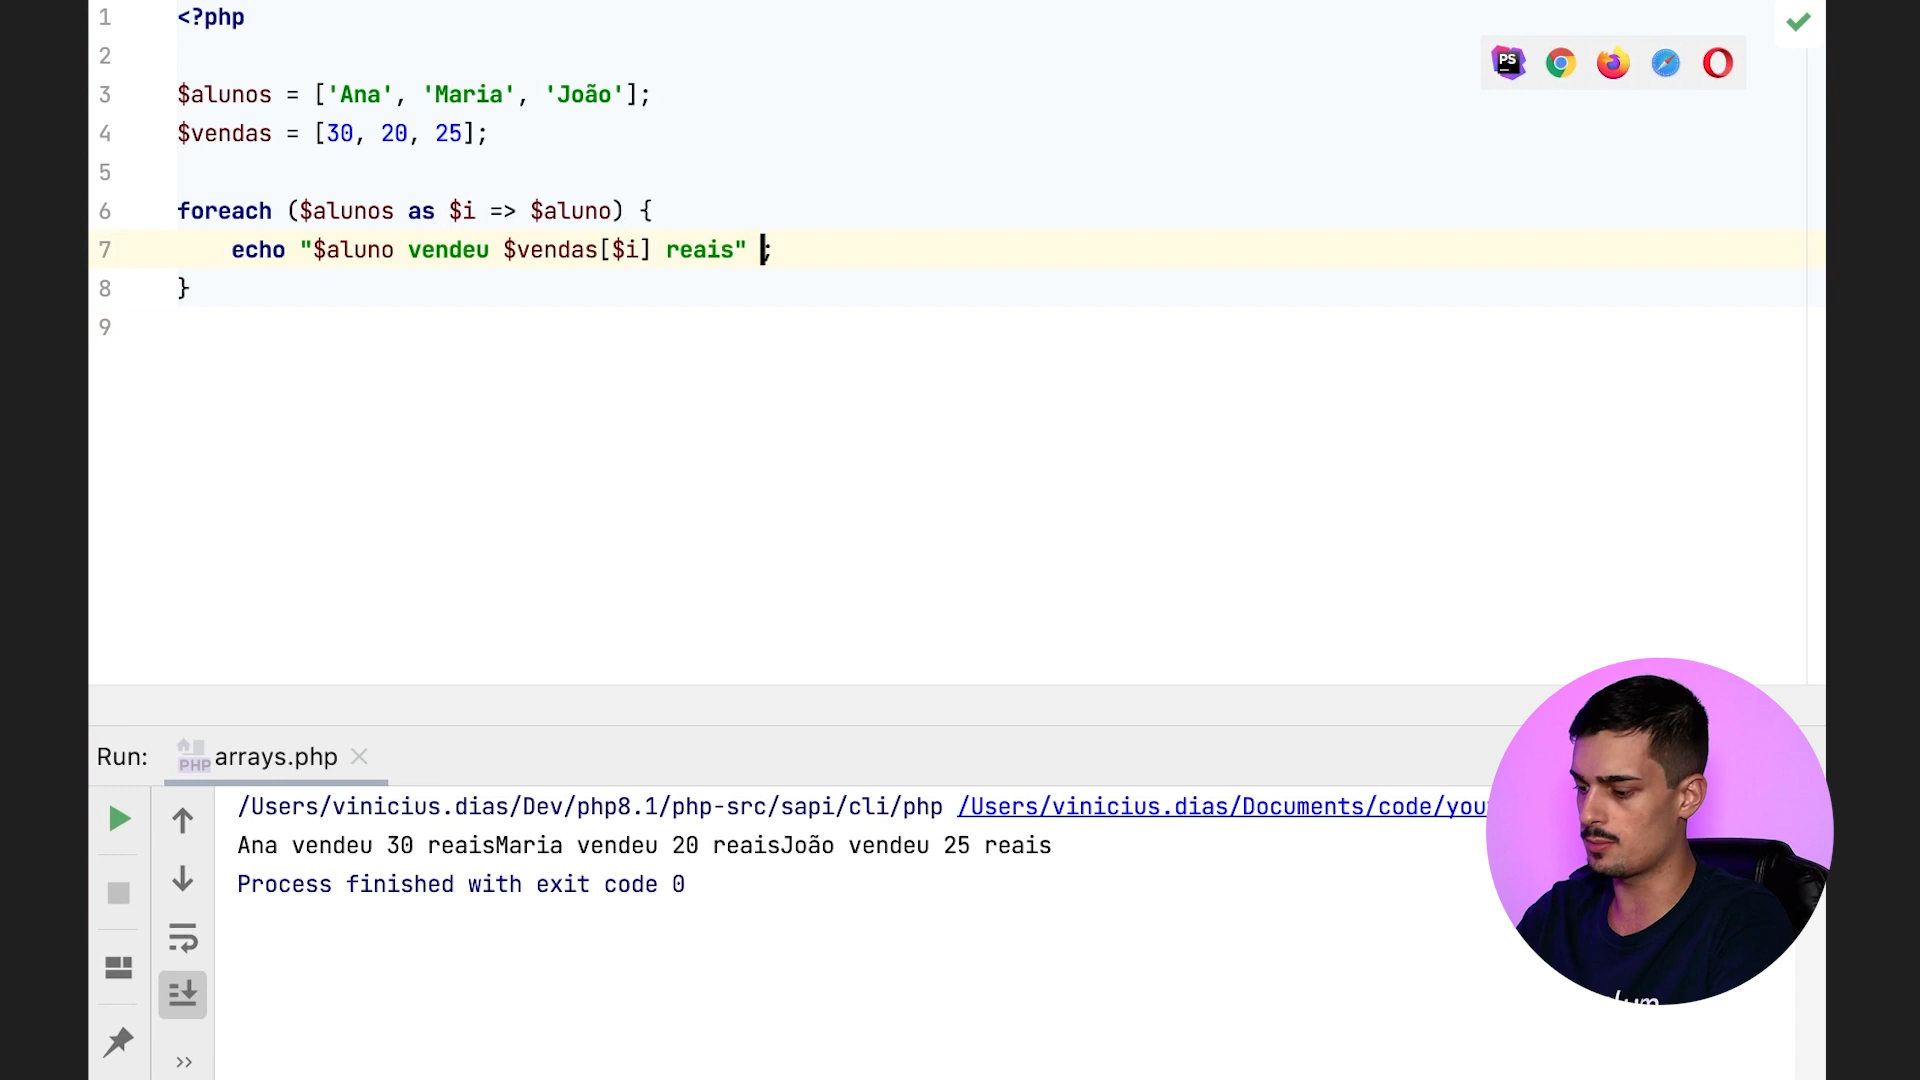 1 <?php
2
3 $alunos = ['Ana', 'Maria', 'João'];
4 $vendas = [30, 20, 25];
5
6 foreach ($alunos as $i => $aluno) {
7 echo "$aluno vendeu $vendas[$i] reais" ;
8 }
9
PS
Run: PHP arrays.php
/Users/vinicius.dias/Dev/php8.1/php-src/sapi/cli/php /Users/vinicius.dias/Documents/code/you
Ana vendeu 30 reaisMaria vendeu 20 reaisJoão vendeu 25 reais
Process finished with exit code 0